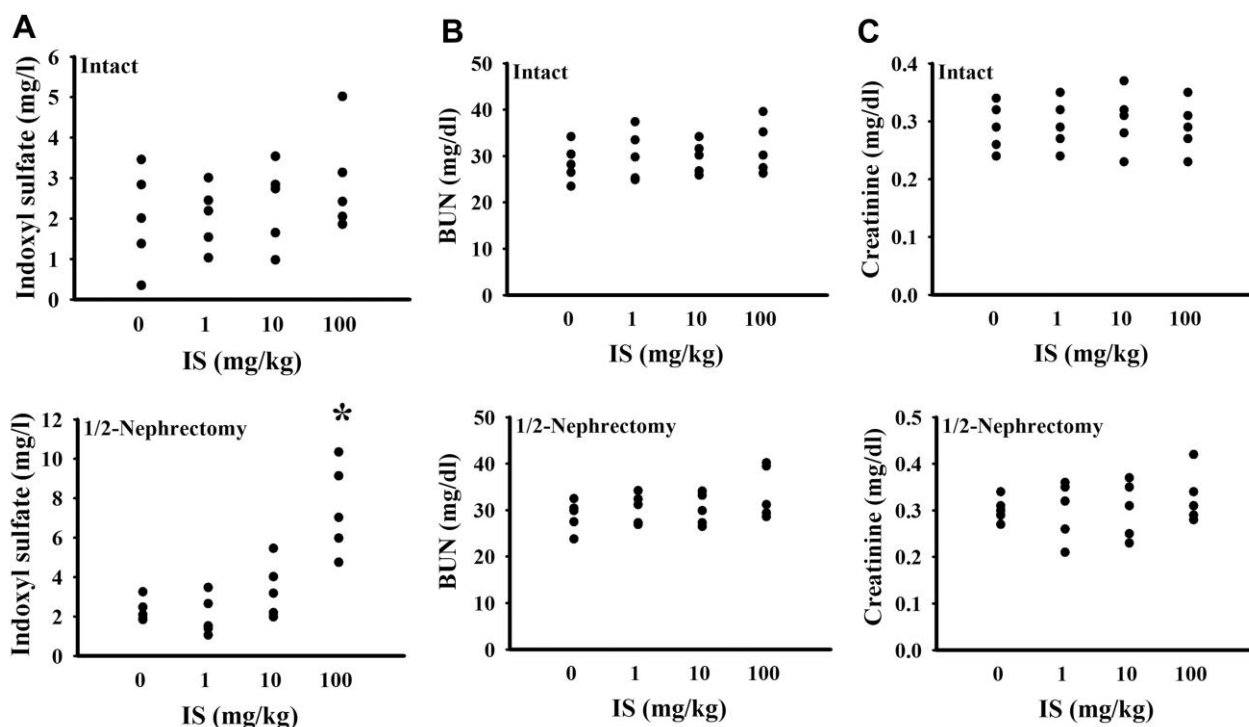 A
Intact
Indoxyl sulfate (mg/l)
6
5
4
3
2
1
0
0 1 10 100
IS (mg/kg)
B
Intact
BUN (mg/dl)
50
40
30
20
10
0
0 1 10 100
IS (mg/kg)
C
Intact
Creatinine (mg/dl)
0.4
0.3
0.2
0.1
0.0
0 1 10 100
IS (mg/kg)
1/2-Nephrectomy
*
Indoxyl sulfate (mg/l)
12
10
8
6
4
2
0
0 1 10 100
IS (mg/kg)
1/2-Nephrectomy
BUN (mg/dl)
50
40
30
20
10
0
0 1 10 100
IS (mg/kg)
1/2-Nephrectomy
Creatinine (mg/dl)
0.5
0.4
0.3
0.2
0.1
0.0
0 1 10 100
IS (mg/kg)